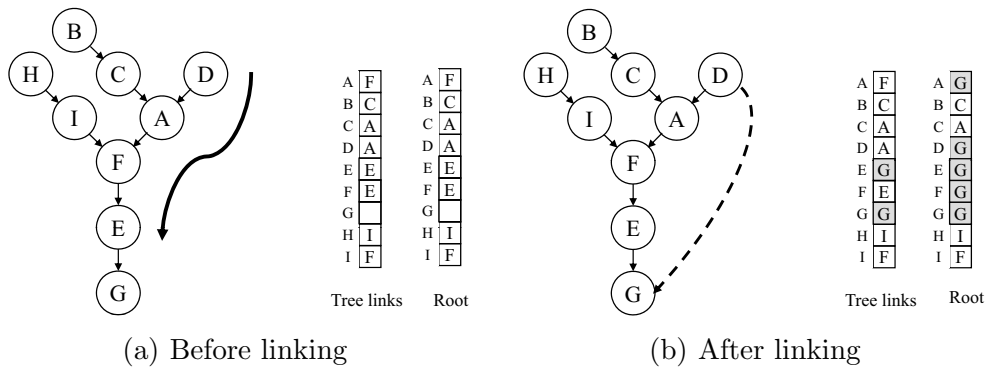 B
H
C
D
I
A
F
E
G
A F
B C
C A
D A
E E
F E
G
H I
I F
Tree links
A F
B C
C A
D A
E E
F E
G
H I
I F
Root
(a) Before linking
B
H
C
D
I
A
F
E
G
A F
B C
C A
D A
E G
F E
G G
H I
I F
Tree links
A G
B C
C A
D G
E G
F G
G G
H I
I F
Root
(b) After linking